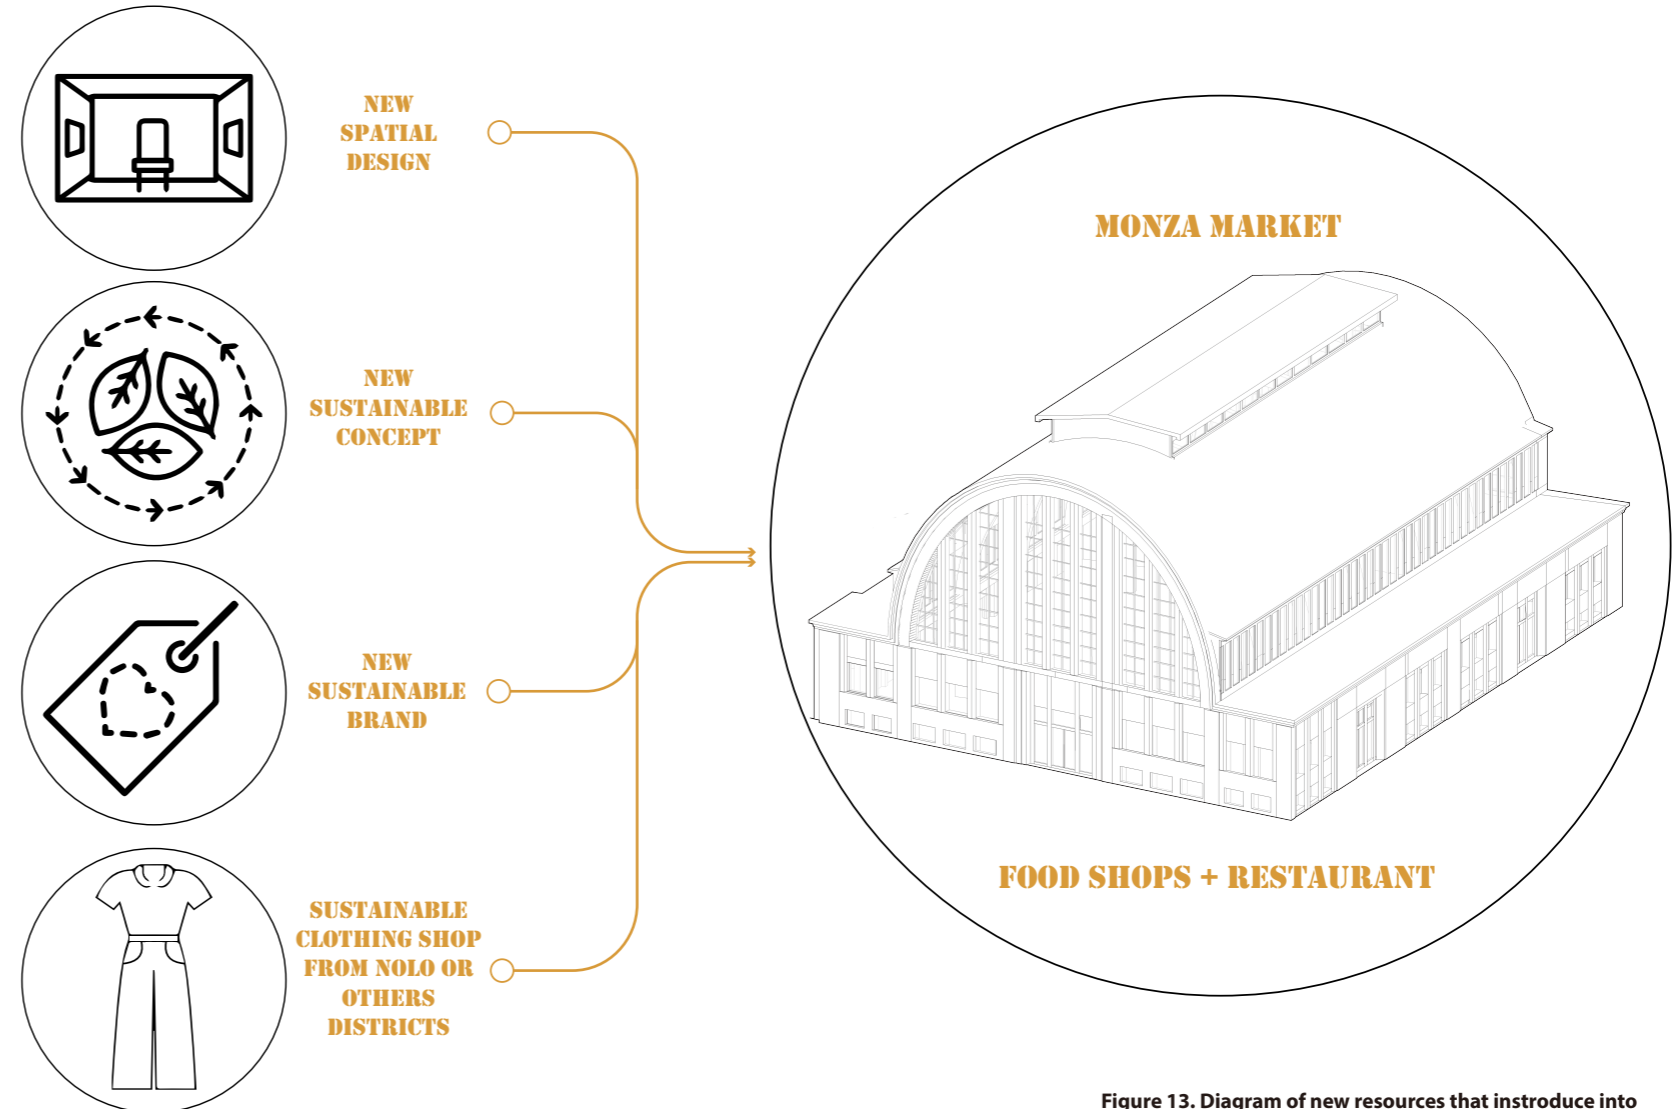 NEW
SPATIAL
DESIGN
NEW
SUSTAINABLE
CONCEPT
NEW
SUSTAINABLE
BRAND
SUSTAINABLE
CLOTHING SHOP
FROM NOLO OR
OTHERS
DISTRICTS
MONZA MARKET
FOOD SHOPS + RESTAURANT
Figure 13. Diagram of new resources that instroduce into